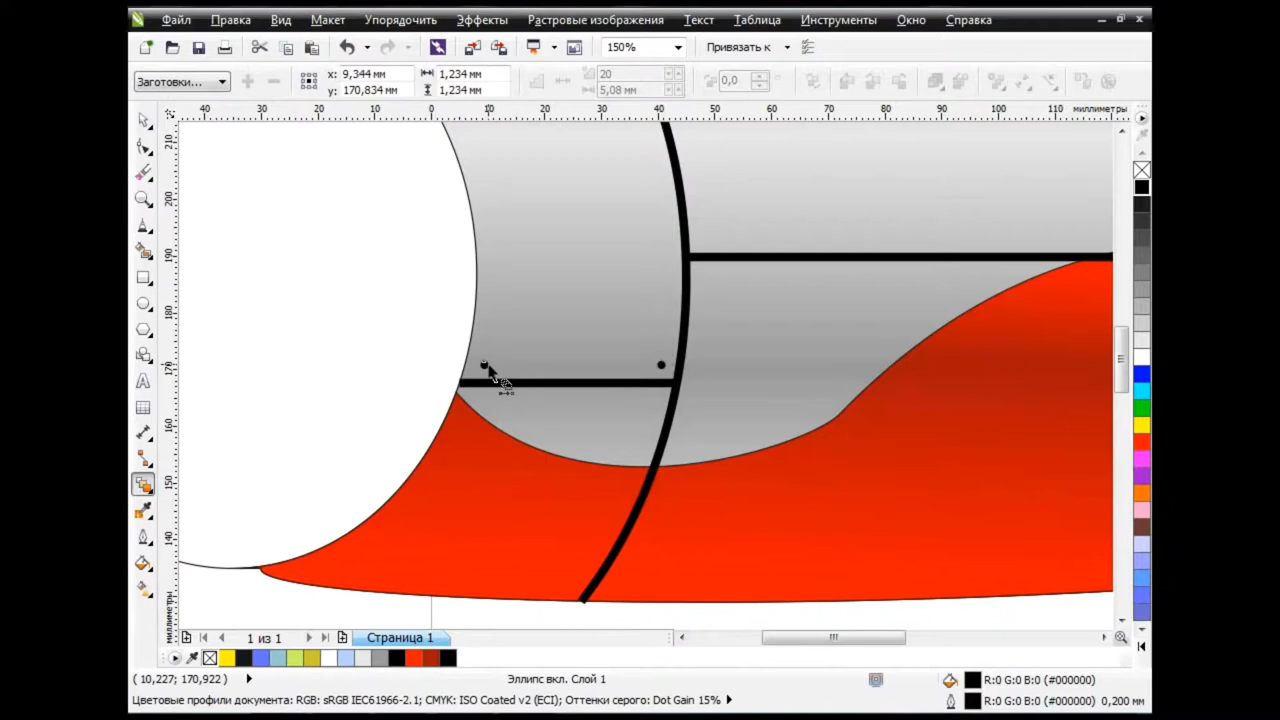 Файл Правка Вид Макет Упорядочить Эффекты Растровые изображения Текст Таблица Инструменты Окно Справка
150% Привязать к
Заготовки... x: 9,344 мм 1,234 мм 20 0,0
y: 170,834 мм 1,234 мм 5,08 мм
40 30 20 10 0 10 20 30 40 50 60 70 80 90 100 110 миллиметры
210
200
190
180
170
160
150
140
миллиметры
1 из 1 Страница 1
( 10,227; 170,922 ) Эллипс вкл. Слой 1 R:0 G:0 B:0 (#000000)
Цветовые профили документа: RGB: sRGB IEC61966-2.1; CMYK: ISO Coated v2 (ECI); Оттенки серого: Dot Gain 15% R:0 G:0 B:0 (#000000) 0,200 мм